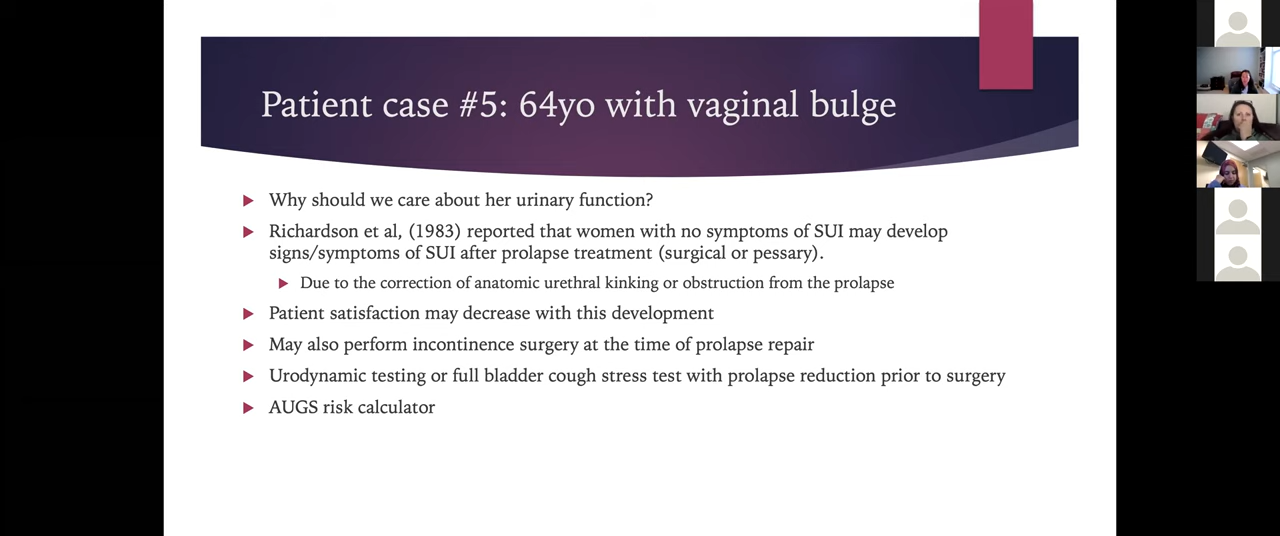 Patient case #5: 64yo with vaginal bulge
Why should we care about her urinary function?
Richardson et al, (1983) reported that women with no symptoms of SUI may develop
signs/symptoms of SUI after prolapse treatment (surgical or pessary).
Due to the correction of anatomic urethral kinking or obstruction from the prolapse
Patient satisfaction may decrease with this development
May also perform incontinence surgery at the time of prolapse repair
Urodynamic testing or full bladder cough stress test with prolapse reduction prior to surgery
AUGS risk calculator